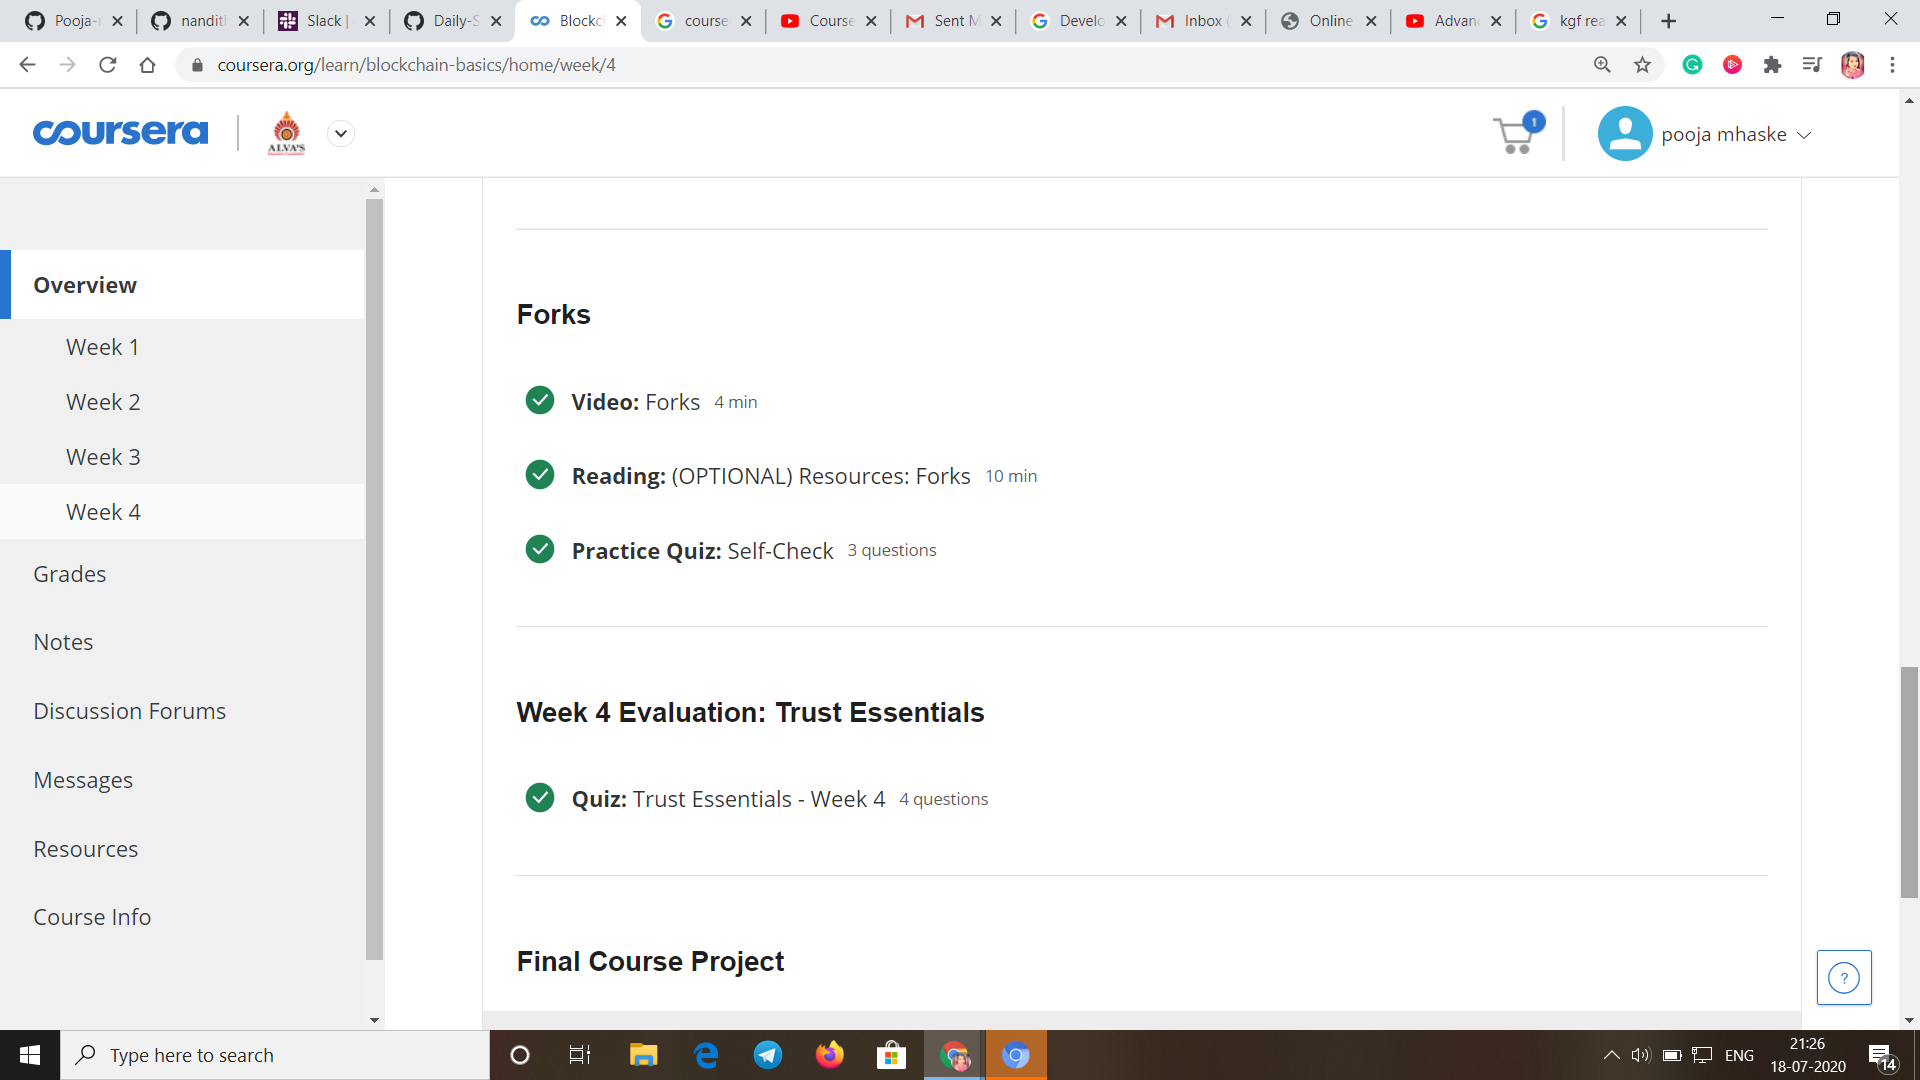 Pooja-
nandit
Slack |
Daily-S
Blockc
course
Course
Sent M
Develo
Inbox (
Online
Advan
kgf rea
coursera.org/learn/blockchain-basics/home/week/4
coursera
ALVA'S
1
pooja mhaske
Overview
Week 1
Week 2
Week 3
Week 4
Grades
Notes
Discussion Forums
Messages
Resources
Course Info
Forks
Video: Forks 4 min
Reading: (OPTIONAL) Resources: Forks 10 min
Practice Quiz: Self-Check 3 questions
Week 4 Evaluation: Trust Essentials
Quiz: Trust Essentials - Week 4 4 questions
Final Course Project
?
Type here to search
ENG
21:26
18-07-2020
14